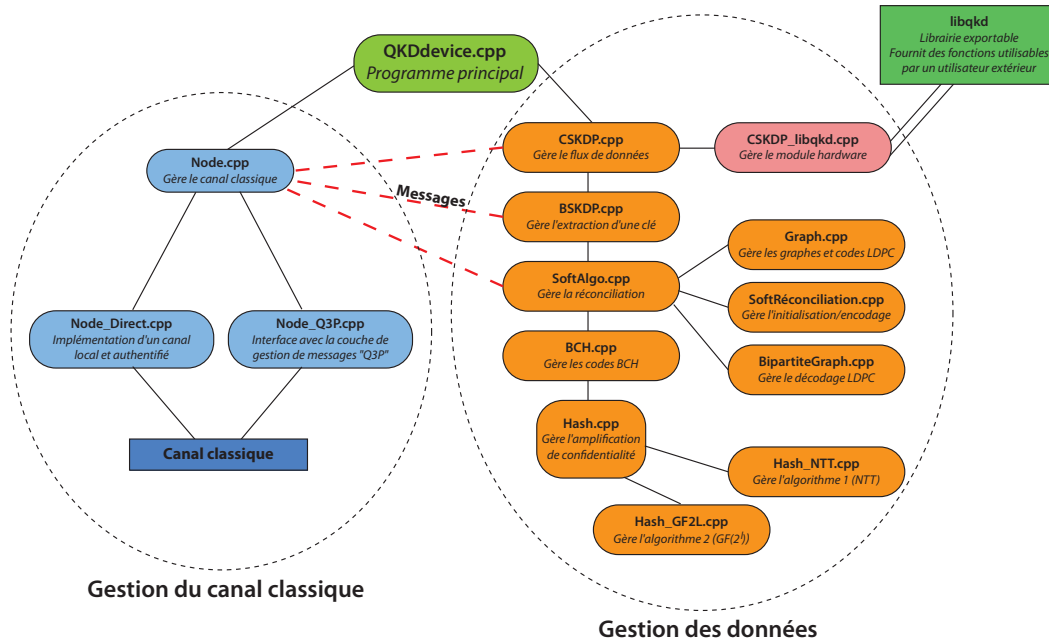 libqkd
Librairie exportable
Fournit des fonctions utilisables
par un utilisateur extérieur
QKDdevice.cpp
Programme principal
CSKDP.cpp
Gère le flux de données
CSKDP_libqkd.cpp
Gère le module hardware
Node.cpp
Gère le canal classique
Messages
BSKDP.cpp
Gère l'extraction d'une clé
Graph.cpp
Gère les graphes et codes LDPC
SoftAlgo.cpp
Gère la réconciliation
SoftRéconciliation.cpp
Gère l'initialisation/encodage
Node_Direct.cpp
Implémentation d'un canal
local et authentifié
Node_Q3P.cpp
Interface avec la couche de
gestion de messages "Q3P"
BCH.cpp
Gère les codes BCH
BipartiteGraph.cpp
Gère le décodage LDPC
Hash.cpp
Gère l'amplification
de confidentialité
Canal classique
Hash_NTT.cpp
Gère l'algorithme 1 (NTT)
Hash_GF2L.cpp
Gère l'algorithme 2 (GF(2^l))
Gestion du canal classique
Gestion des données